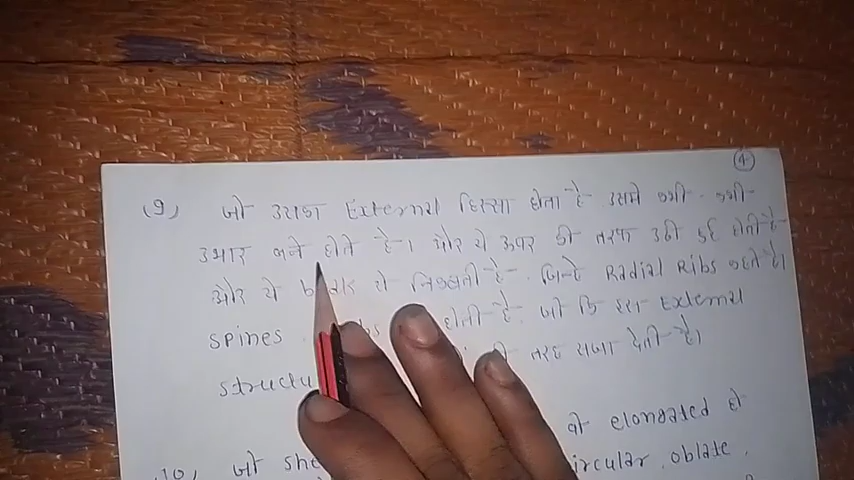 4
(9) जो उसका External हिस्सा होता है उसमे कभी - कभी
उभार बने होते है। और ये ऊपर की तरफ उठी हुई होती है
और ये से निकलती है जिन्हे Radial Ribs कहते है।
Spines होती है जो कि इस External
structu की तरह सजा देती है।
वो elongated हो
10) जो she ircular, oblate,